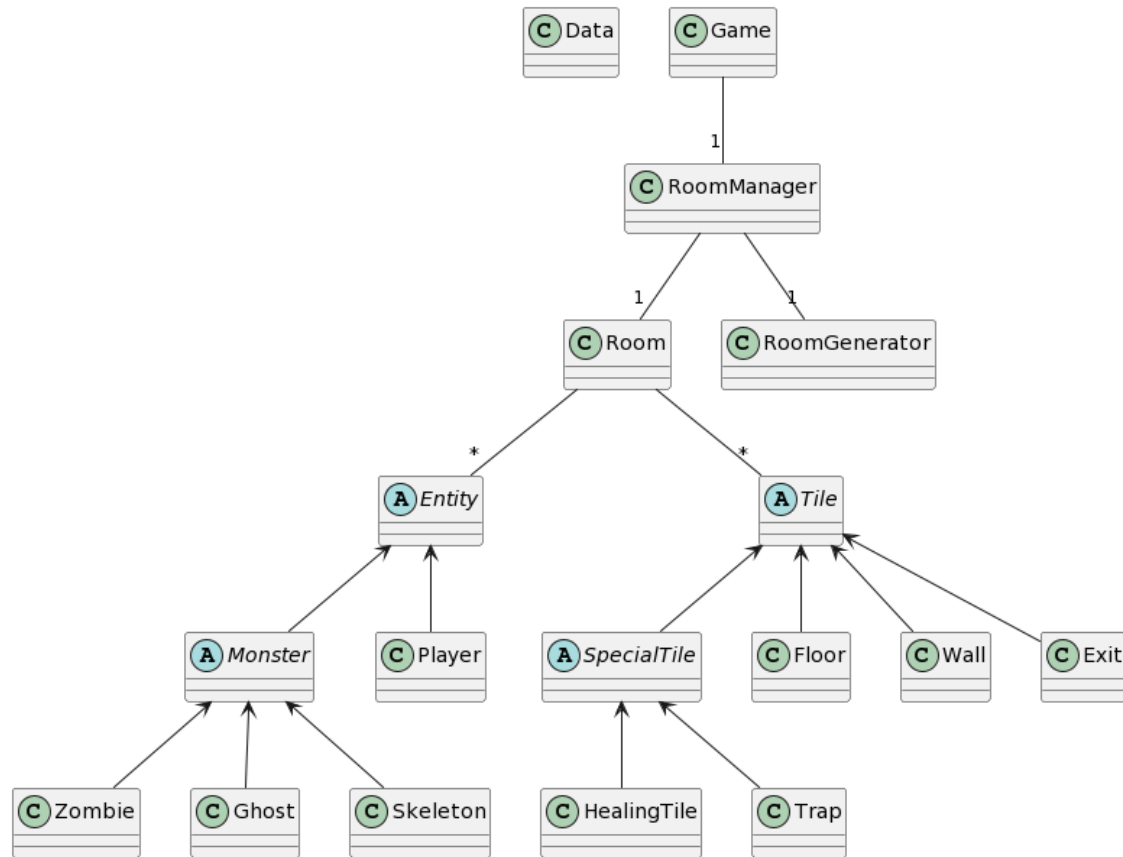 C Data
C Game
1
C RoomManager
1
1
C Room
C RoomGenerator
*
*
A Entity
A Tile
A Monster
C Player
A SpecialTile
C Floor
C Wall
C Exit
C Zombie
C Ghost
C Skeleton
C HealingTile
C Trap